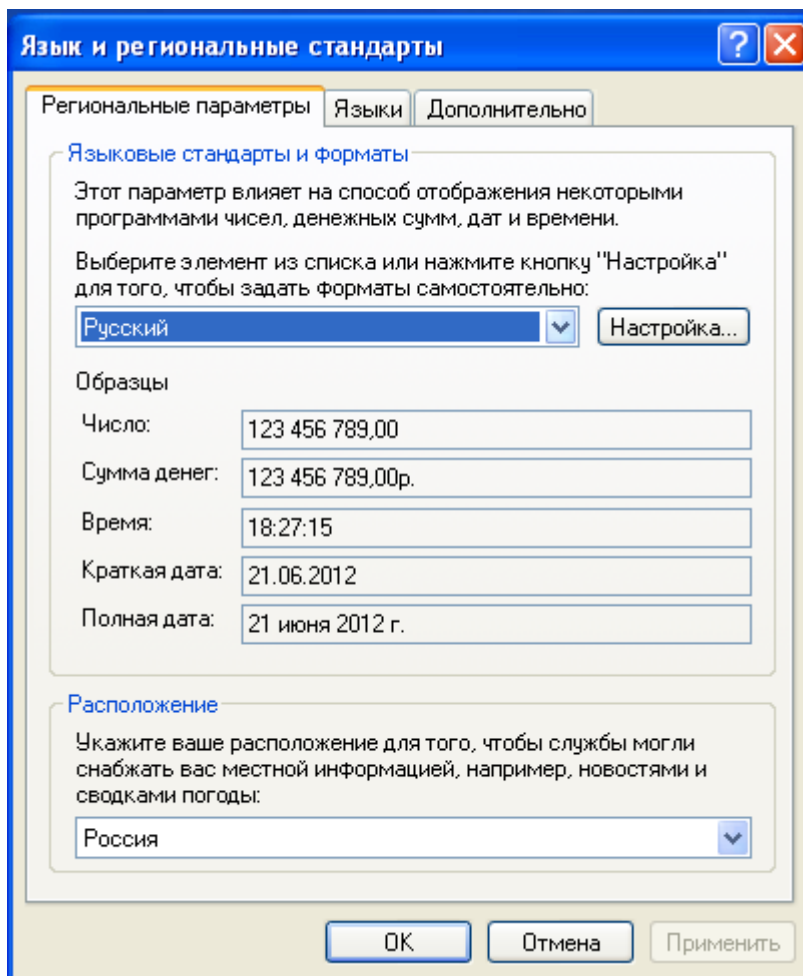 Язык и региональные стандарты
Региональные параметры
Языки
Дополнительно
Языковые стандарты и форматы
Этот параметр влияет на способ отображения некоторыми
программами чисел, денежных сумм, дат и времени.
Выберите элемент из списка или нажмите кнопку "Настройка"
для того, чтобы задать форматы самостоятельно:
Русский
Настройка...
Образцы
Число: 123 456 789,00
Сумма денег: 123 456 789,00р.
Время: 18:27:15
Краткая дата: 21.06.2012
Полная дата: 21 июня 2012 г.
Расположение
Укажите ваше расположение для того, чтобы службы могли
снабжать вас местной информацией, например, новостями и
сводками погоды:
Россия
OK
Отмена
Применить